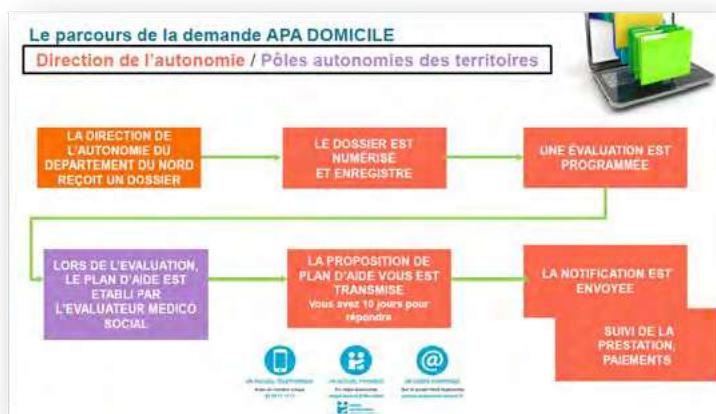 Le parcours de la demande APA DOMICILE
Direction de l'autonomie / Pôles autonomies des territoires
LA DIRECTION DE
L'AUTONOMIE DU
DEPARTEMENT DU NORD
REÇOIT UN DOSSIER
LE DOSSIER EST
NUMÉRISÉ
ET ENREGISTRE
UNE ÉVALUATION EST
PROGRAMMÉE
LORS DE L'EVALUATION,
LE PLAN D'AIDE EST
ETABLI PAR
L'EVALUATEUR MEDICO
SOCIAL
LA PROPOSITION DE
PLAN D'AIDE VOUS EST
TRANSMISE
Vous avez 10 jours pour
répondre
LA NOTIFICATION EST
ENVOYEE
SUIVI DE LA
PRESTATION,
PAIEMENTS